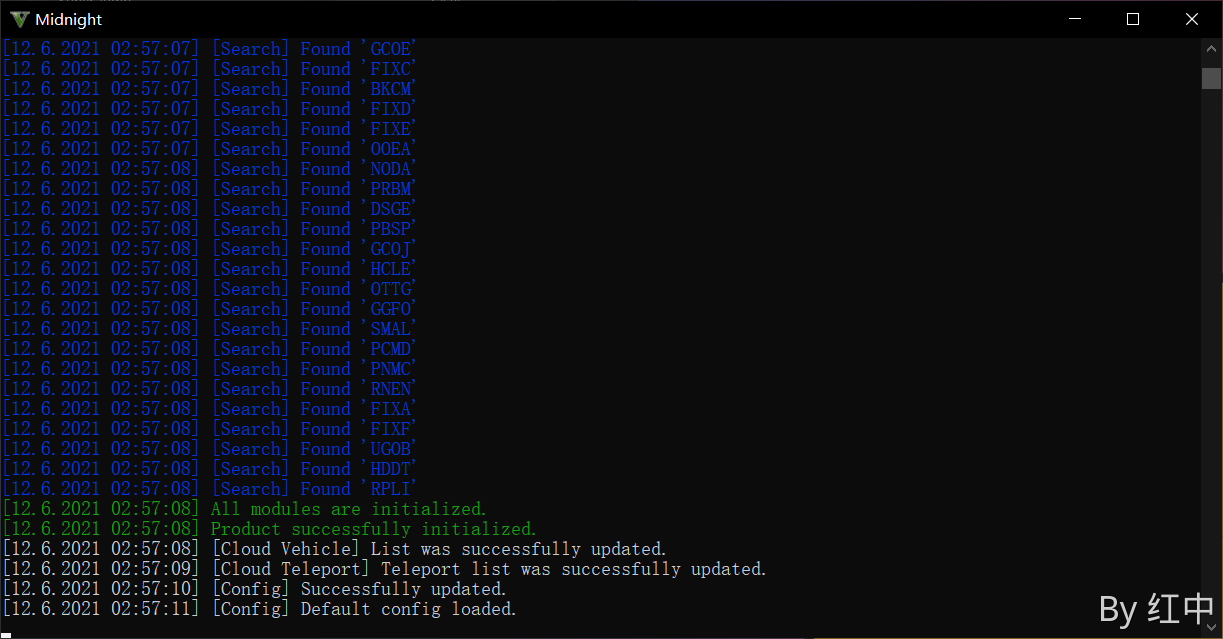 Midnight
[12.6.2021 02:57:07] [Search] Found 'GCOE'
[12.6.2021 02:57:07] [Search] Found 'FIXC'
[12.6.2021 02:57:07] [Search] Found 'BKCM'
[12.6.2021 02:57:07] [Search] Found 'FIXD'
[12.6.2021 02:57:07] [Search] Found 'FIXE'
[12.6.2021 02:57:07] [Search] Found 'OOEA'
[12.6.2021 02:57:08] [Search] Found 'NODA'
[12.6.2021 02:57:08] [Search] Found 'PRBM'
[12.6.2021 02:57:08] [Search] Found 'DSGE'
[12.6.2021 02:57:08] [Search] Found 'PBSP'
[12.6.2021 02:57:08] [Search] Found 'GCOJ'
[12.6.2021 02:57:08] [Search] Found 'HCLE'
[12.6.2021 02:57:08] [Search] Found 'OTTG'
[12.6.2021 02:57:08] [Search] Found 'GGFO'
[12.6.2021 02:57:08] [Search] Found 'SMAL'
[12.6.2021 02:57:08] [Search] Found 'PCMD'
[12.6.2021 02:57:08] [Search] Found 'PNMC'
[12.6.2021 02:57:08] [Search] Found 'RNEN'
[12.6.2021 02:57:08] [Search] Found 'FIXA'
[12.6.2021 02:57:08] [Search] Found 'FIXF'
[12.6.2021 02:57:08] [Search] Found 'UGOB'
[12.6.2021 02:57:08] [Search] Found 'HDDT'
[12.6.2021 02:57:08] [Search] Found 'RPLI'
[12.6.2021 02:57:08] All modules are initialized.
[12.6.2021 02:57:08] Product successfully initialized.
[12.6.2021 02:57:08] [Cloud Vehicle] List was successfully updated.
[12.6.2021 02:57:09] [Cloud Teleport] Teleport list was successfully updated.
[12.6.2021 02:57:10] [Config] Successfully updated.
[12.6.2021 02:57:11] [Config] Default config loaded.
By 红中